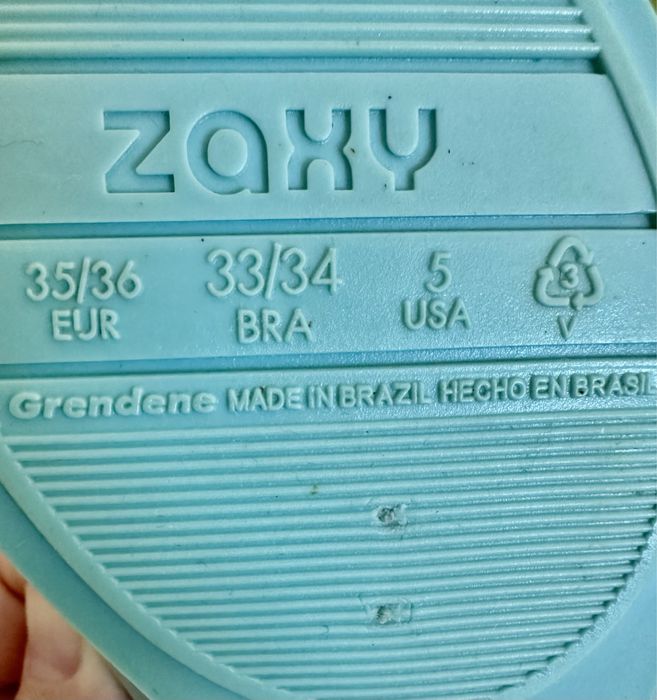 zaxy
35/36 33/34 5 3
EUR BRA USA V
Grendene MADE IN BRAZIL HECHO EN BRASIL